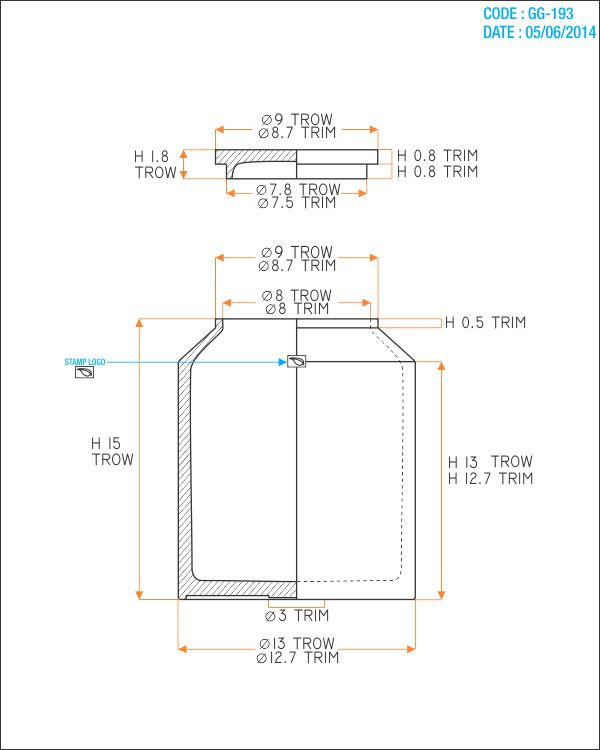 CODE : GG-193
DATE : 05/06/2014
Ø9 TROW
Ø8.7 TRIM
H 1.8
TROW
H 0.8 TRIM
H 0.8 TRIM
Ø7.8 TROW
Ø7.5 TRIM
Ø9 TROW
Ø8.7 TRIM
Ø8 TROW
Ø8 TRIM
H 0.5 TRIM
STAMP LOGO
H 15
TROW
H 13 TROW
H 12.7 TRIM
Ø3 TRIM
Ø13 TROW
Ø12.7 TRIM